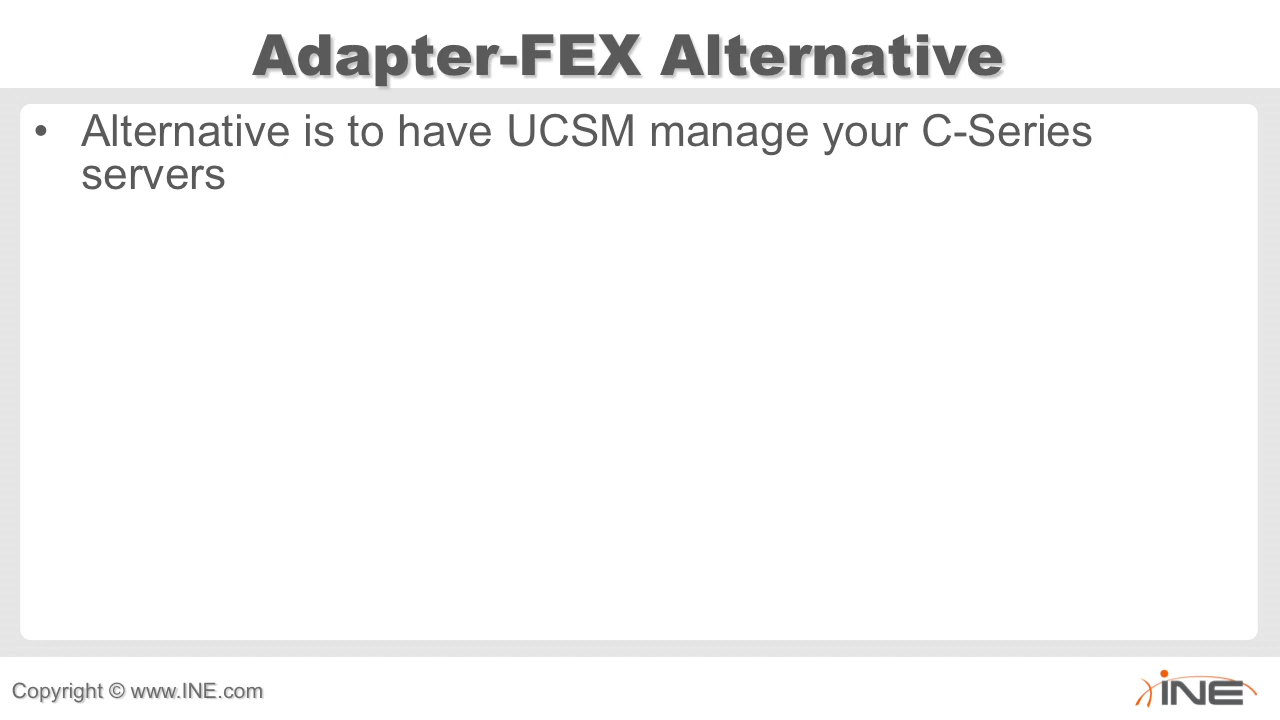 Adapter-FEX Alternative
• Alternative is to have UCSM manage your C-Series
servers
Copyright © www.INE.com
iNE